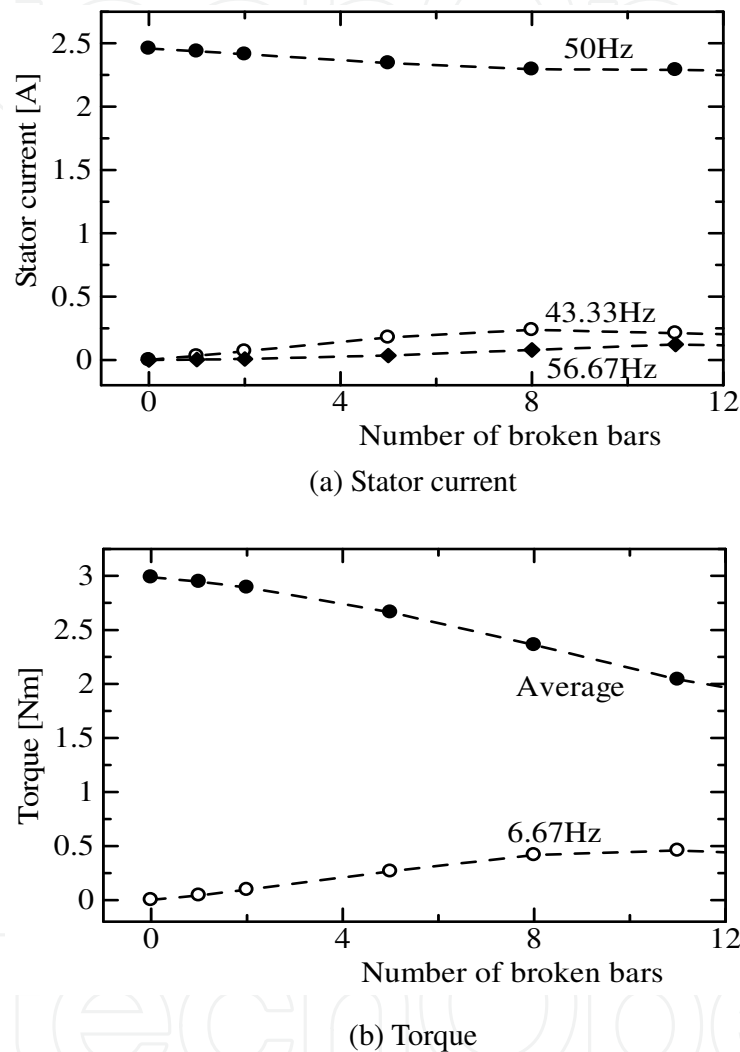 2.5
2
1.5
1
0.5
0
Stator current [A]
50Hz
43.33Hz
56.67Hz
0
4
8
12
Number of broken bars
(a) Stator current
3
2.5
2
1.5
1
0.5
0
Torque [Nm]
Average
6.67Hz
0
4
8
12
Number of broken bars
(b) Torque